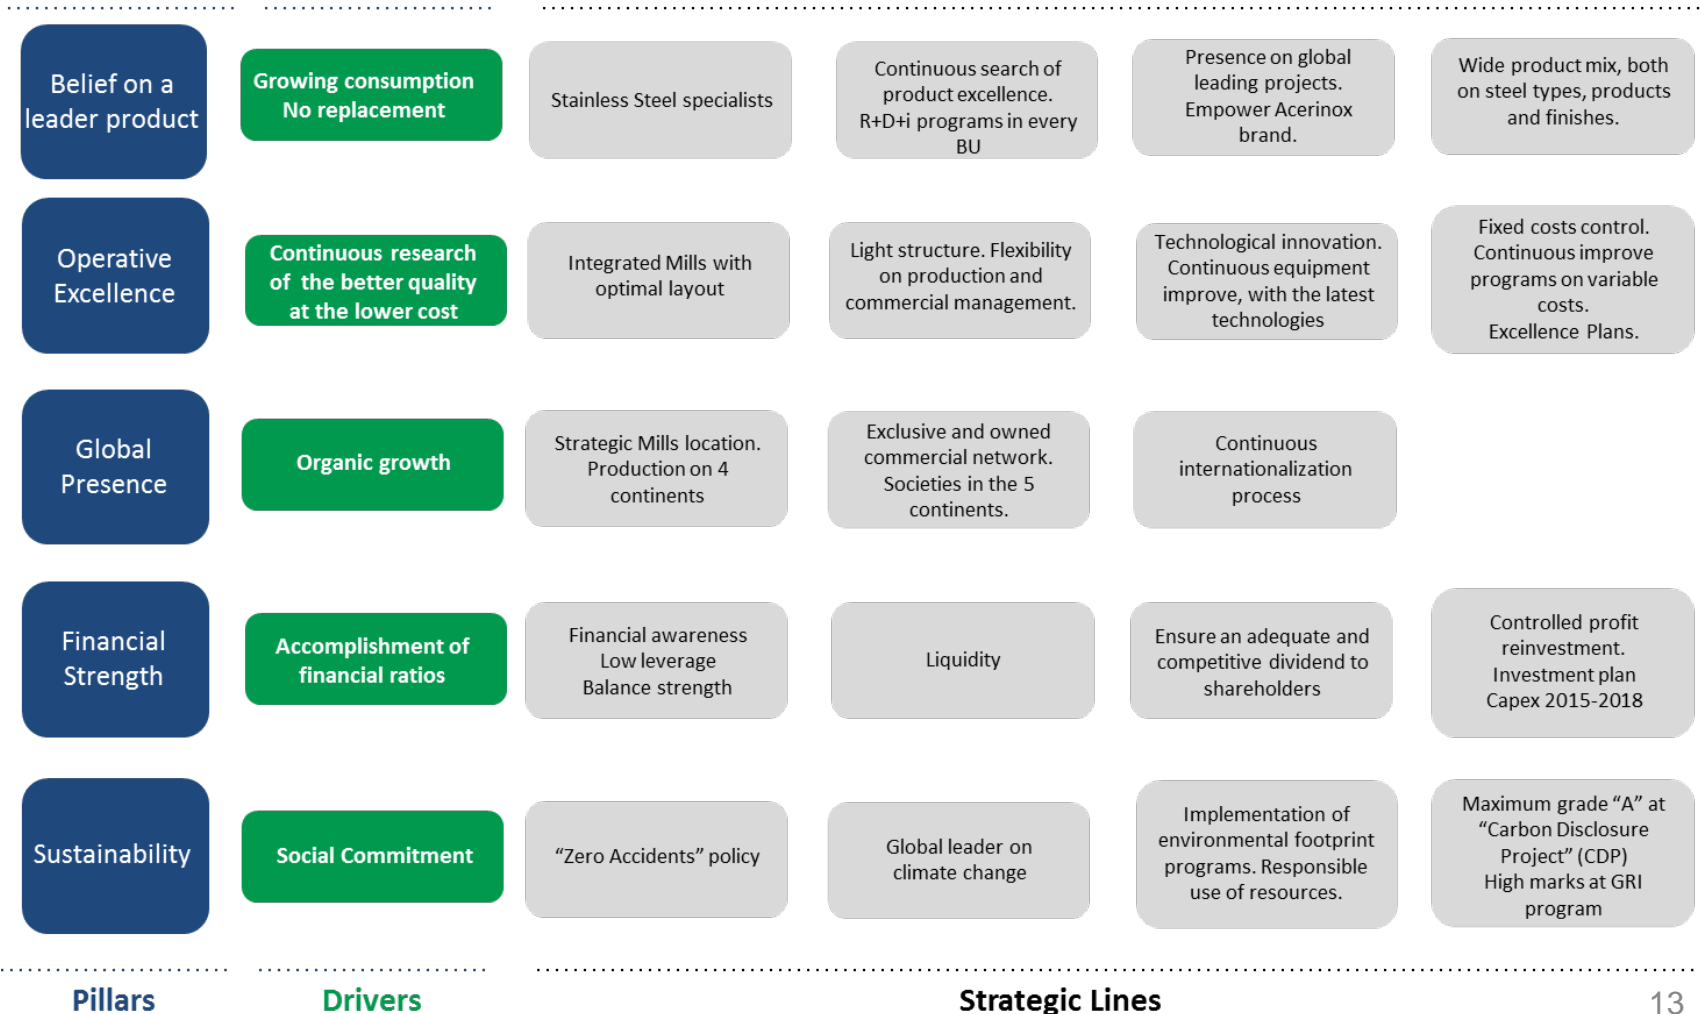 Belief on a
leader product
Growing consumption
No replacement
Stainless Steel specialists
Continuous search of
product excellence.
R+D+i programs in every
BU
Presence on global
leading projects.
Empower Acerinox
brand.
Wide product mix, both
on steel types, products
and finishes.
Operative
Excellence
Continuous research
of the better quality
at the lower cost
Integrated Mills with
optimal layout
Light structure. Flexibility
on production and
commercial management.
Technological innovation.
Continuous equipment
improve, with the latest
technologies
Fixed costs control.
Continuous improve
programs on variable
costs.
Excellence Plans.
Global
Presence
Organic growth
Strategic Mills location.
Production on 4
continents
Exclusive and owned
commercial network.
Societies in the 5
continents.
Continuous
internationalization
process
Financial
Strength
Accomplishment of
financial ratios
Financial awareness
Low leverage
Balance strength
Liquidity
Ensure an adequate and
competitive dividend to
shareholders
Controlled profit
reinvestment.
Investment plan
Capex 2015-2018
Sustainability
Social Commitment
“Zero Accidents” policy
Global leader on
climate change
Implementation of
environmental footprint
programs. Responsible
use of resources.
Maximum grade “A” at
“Carbon Disclosure
Project” (CDP)
High marks at GRI
program
Pillars
Drivers
Strategic Lines
13